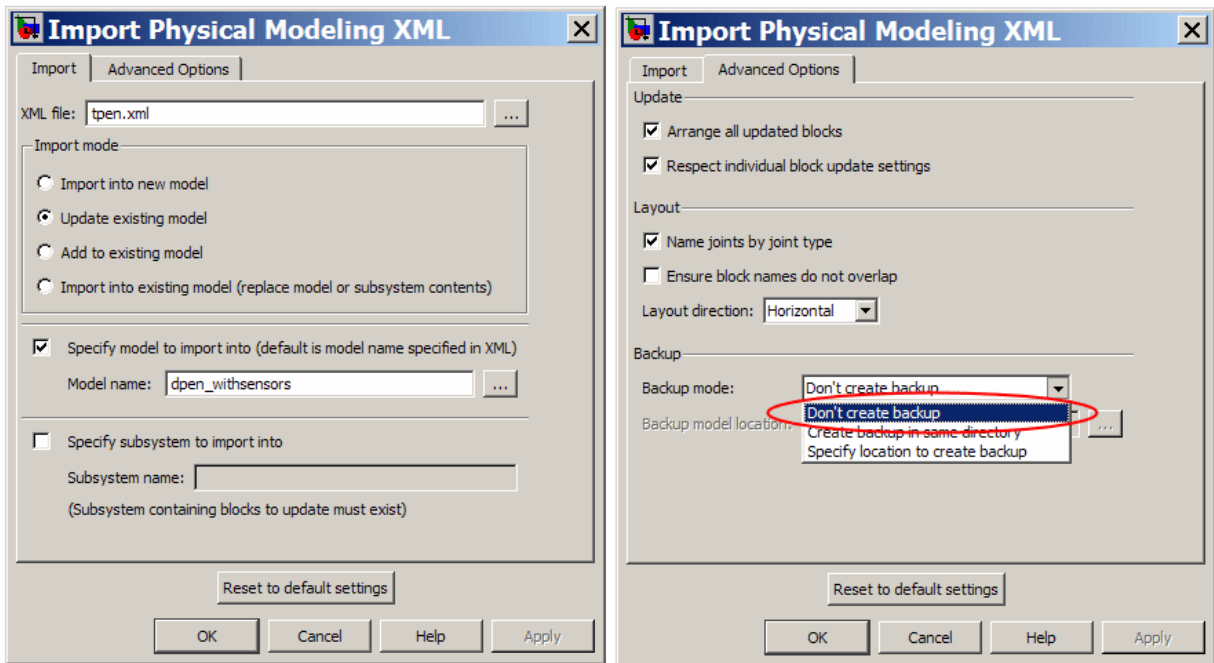 Import Physical Modeling XML
Import
Advanced Options
XML file: tpen.xml ...
Import mode
Import into new model
Update existing model
Add to existing model
Import into existing model (replace model or subsystem contents)
Specify model to import into (default is model name specified in XML)
Model name: dpen_withsensors ...
Specify subsystem to import into
Subsystem name:
(Subsystem containing blocks to update must exist)
Reset to default settings
OK Cancel Help Apply
Import Physical Modeling XML
Import
Advanced Options
Update
Arrange all updated blocks
Respect individual block update settings
Layout
Name joints by joint type
Ensure block names do not overlap
Layout direction: Horizontal
Backup
Backup mode: Don't create backup
Don't create backup
Backup model location: ...
Create backup in same directory
Specify location to create backup
Reset to default settings
OK Cancel Help Apply